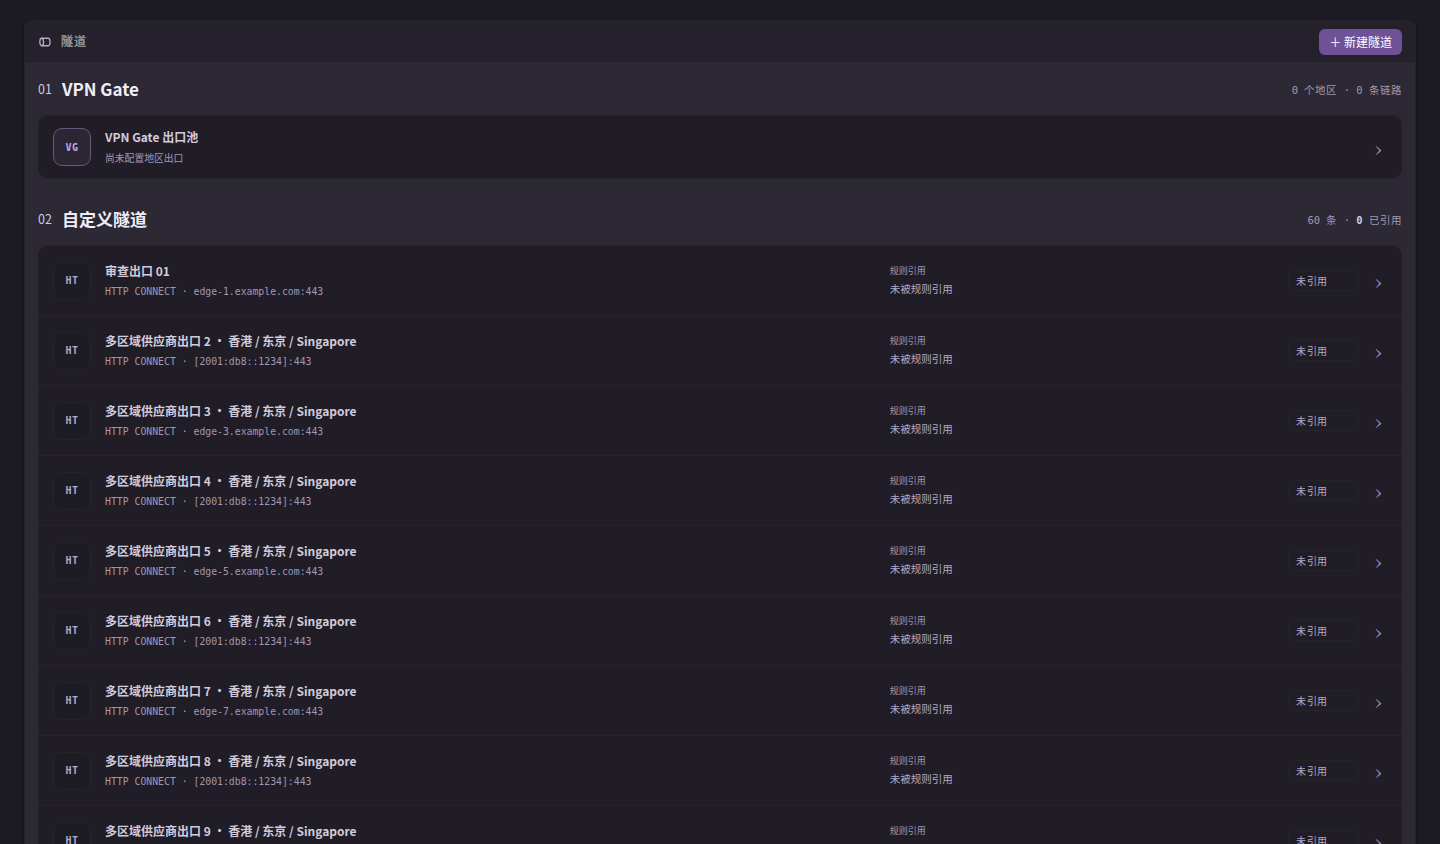 隧道
＋ 新建隧道
01 VPN Gate
0 个地区 · 0 条链路
VG
VPN Gate 出口池
尚未配置地区出口
02 自定义隧道
60 条 · 0 已引用
HT
审查出口 01
HTTP CONNECT · edge-1.example.com:443
规则引用
未被规则引用
未引用
HT
多区域供应商出口 2 · 香港 / 东京 / Singapore
HTTP CONNECT · [2001:db8::1234]:443
规则引用
未被规则引用
未引用
HT
多区域供应商出口 3 · 香港 / 东京 / Singapore
HTTP CONNECT · edge-3.example.com:443
规则引用
未被规则引用
未引用
HT
多区域供应商出口 4 · 香港 / 东京 / Singapore
HTTP CONNECT · [2001:db8::1234]:443
规则引用
未被规则引用
未引用
HT
多区域供应商出口 5 · 香港 / 东京 / Singapore
HTTP CONNECT · edge-5.example.com:443
规则引用
未被规则引用
未引用
HT
多区域供应商出口 6 · 香港 / 东京 / Singapore
HTTP CONNECT · [2001:db8::1234]:443
规则引用
未被规则引用
未引用
HT
多区域供应商出口 7 · 香港 / 东京 / Singapore
HTTP CONNECT · edge-7.example.com:443
规则引用
未被规则引用
未引用
HT
多区域供应商出口 8 · 香港 / 东京 / Singapore
HTTP CONNECT · [2001:db8::1234]:443
规则引用
未被规则引用
未引用
HT
多区域供应商出口 9 · 香港 / 东京 / Singapore
规则引用
未引用